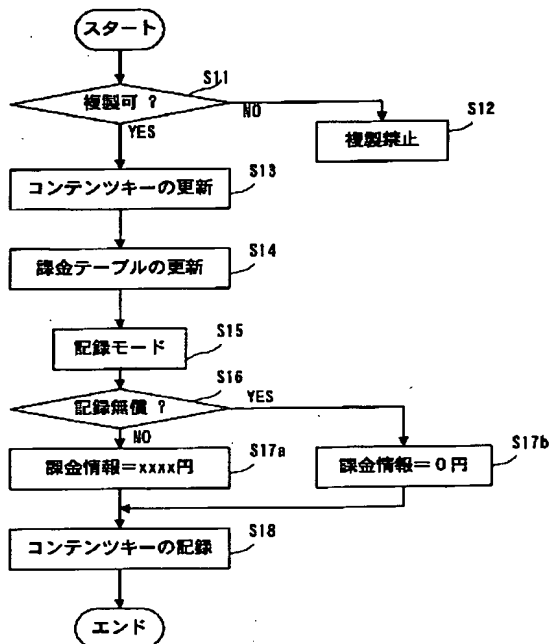 スタート
S11
複製可 ?
NO
YES
S12
複製禁止
S13
コンテンツキーの更新
S14
課金テーブルの更新
S15
記録モード
S16
記録無償 ?
YES
NO
S17a
課金情報=xxxx円
S17b
課金情報=0円
S18
コンテンツキーの記録
エンド